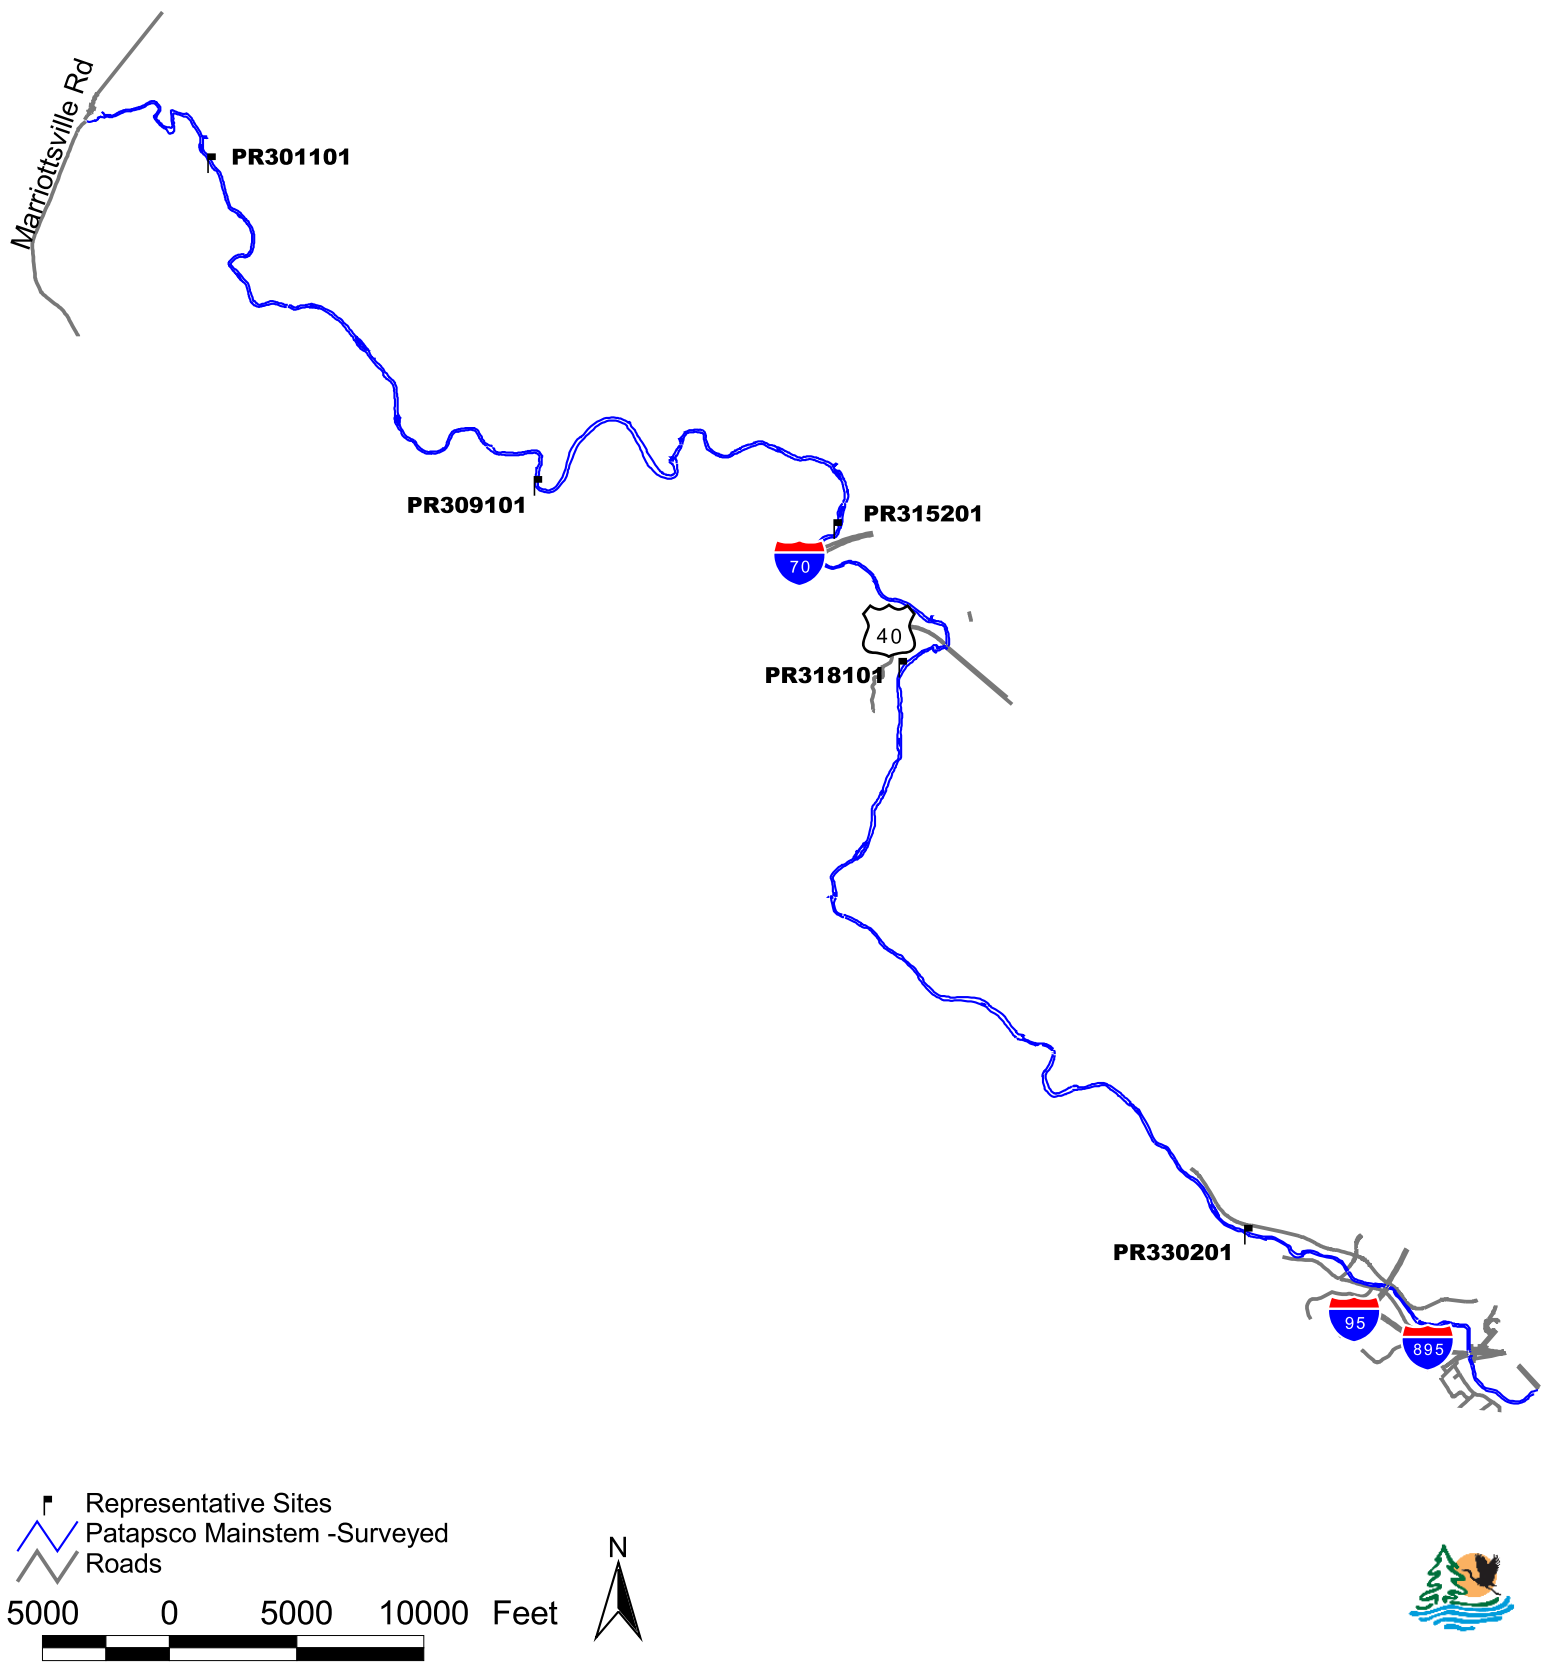 Marriottsville Rd
PR301101
PR309101
PR315201
70
40
PR318101
PR330201
95
895
Representative Sites
Patapsco Mainstem -Surveyed
Roads
N
5000 0 5000 10000 Feet